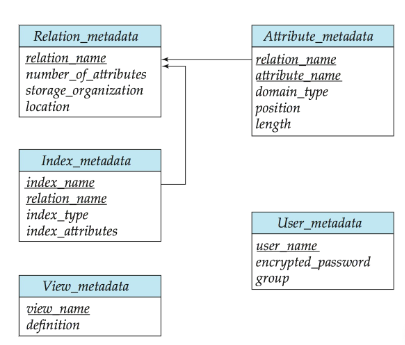 Relation_metadata
relation_name
number_of_attributes
storage_organization
location
Attribute_metadata
relation_name
attribute_name
domain_type
position
length
Index_metadata
index_name
relation_name
index_type
index_attributes
User_metadata
user_name
encrypted_password
group
View_metadata
view_name
definition